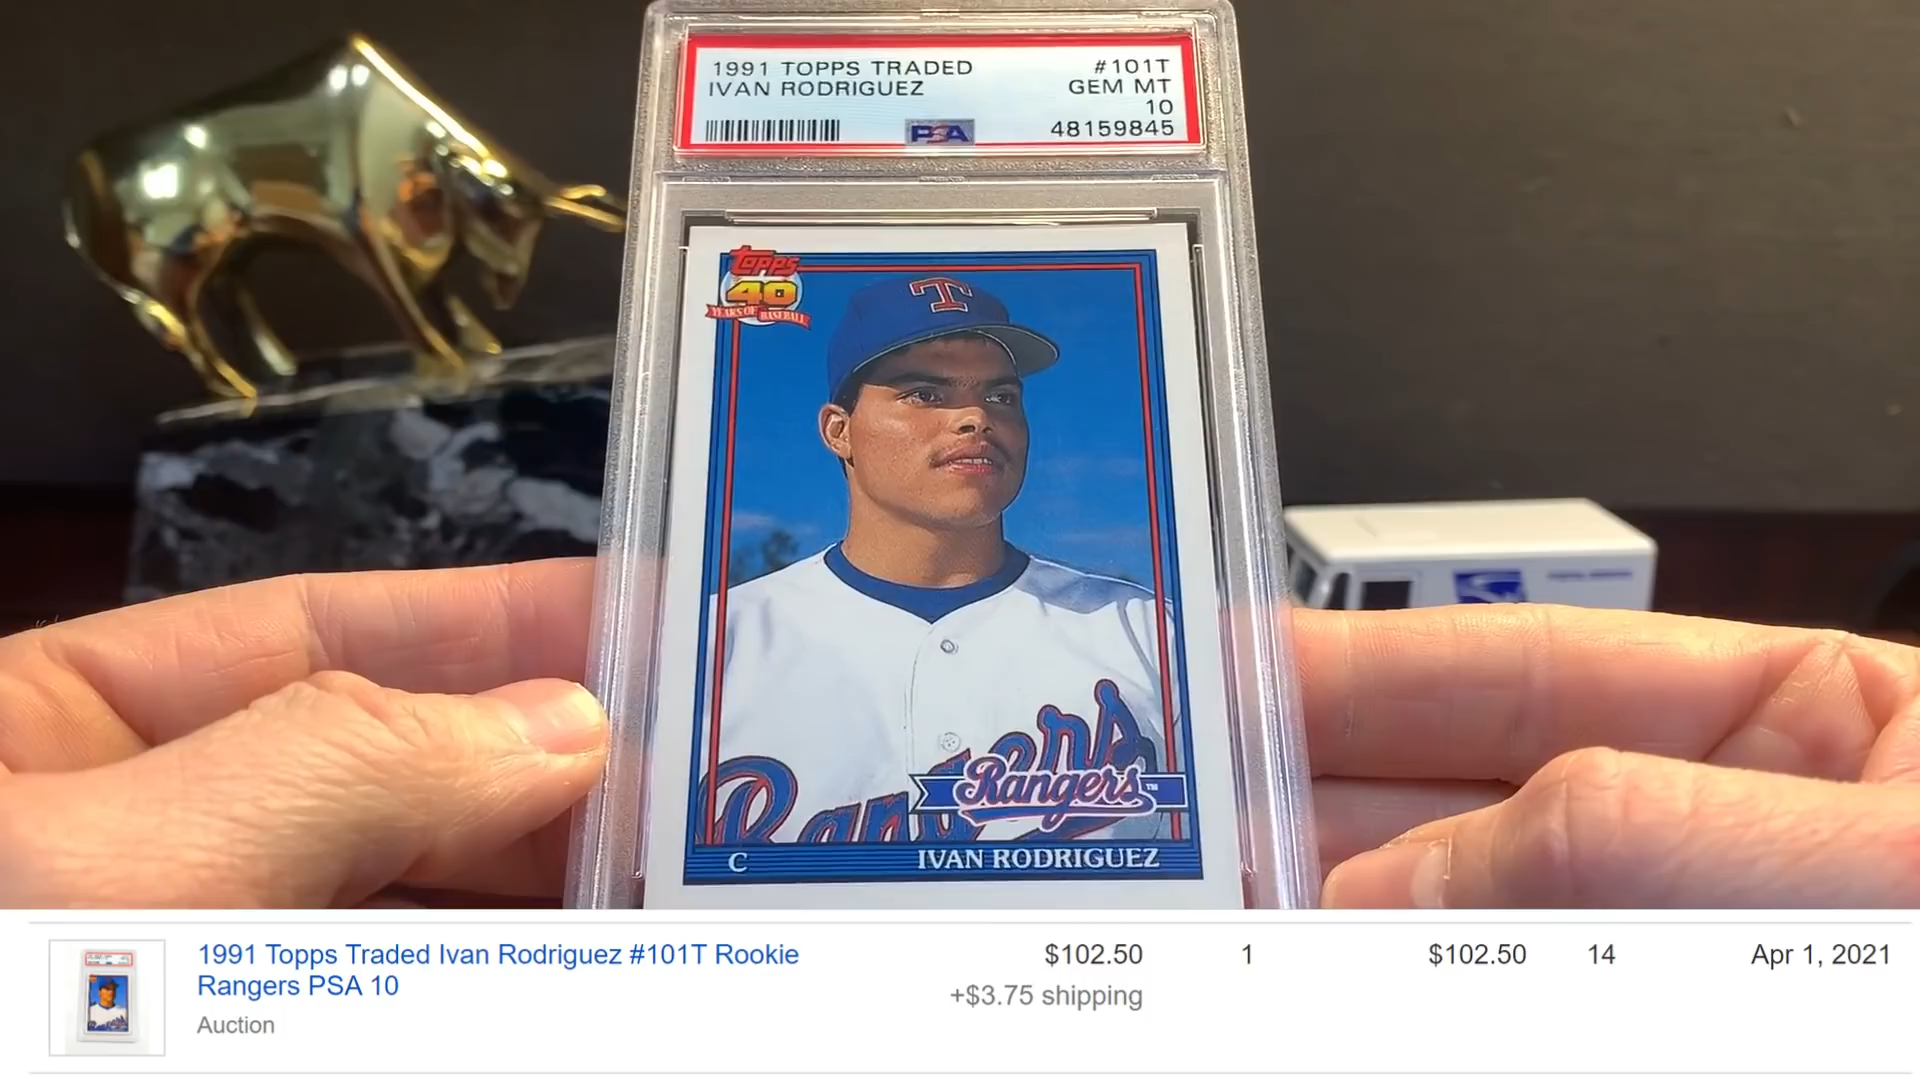 1991 TOPPS TRADED #101T
IVAN RODRIGUEZ GEM MT
10
PSA 48159845
topps
40
YEARS OF BASEBALL
T
Rangers
Rangers™
C IVAN RODRIGUEZ
1991 Topps Traded Ivan Rodriguez #101T Rookie $102.50 1 $102.50 14 Apr 1, 2021
Rangers PSA 10 +$3.75 shipping
Auction